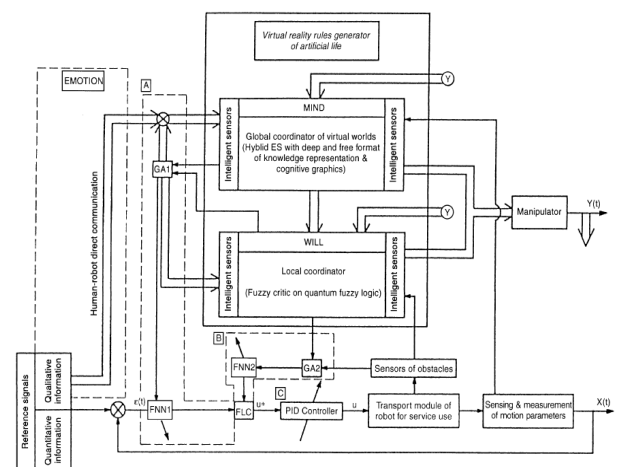 Virtual reality rules generator
of artificial life
A
EMOTION
Y
MIND
Intelligent sensors
Global coordinator of virtual worlds
(Hyblid ES with deep and free format
of knowledge representation &
cognitive graphics)
Intelligent sensors
GA1
Human-robot direct communication
Manipulator
Y(t)
Y
WILL
Intelligent sensors
Local coordinator
(Fuzzy critic on quantum fuzzy logic)
Intelligent sensors
B
FNN2
GA2
Sensors of obstacles
Reference signals
Qualitative
information
Quantitative
information
ε(t)
FNN1
FLC
u*
C
PID Controller
u
Transport module of
robot for service use
Sensing & measurement
of motion parameters
X(t)